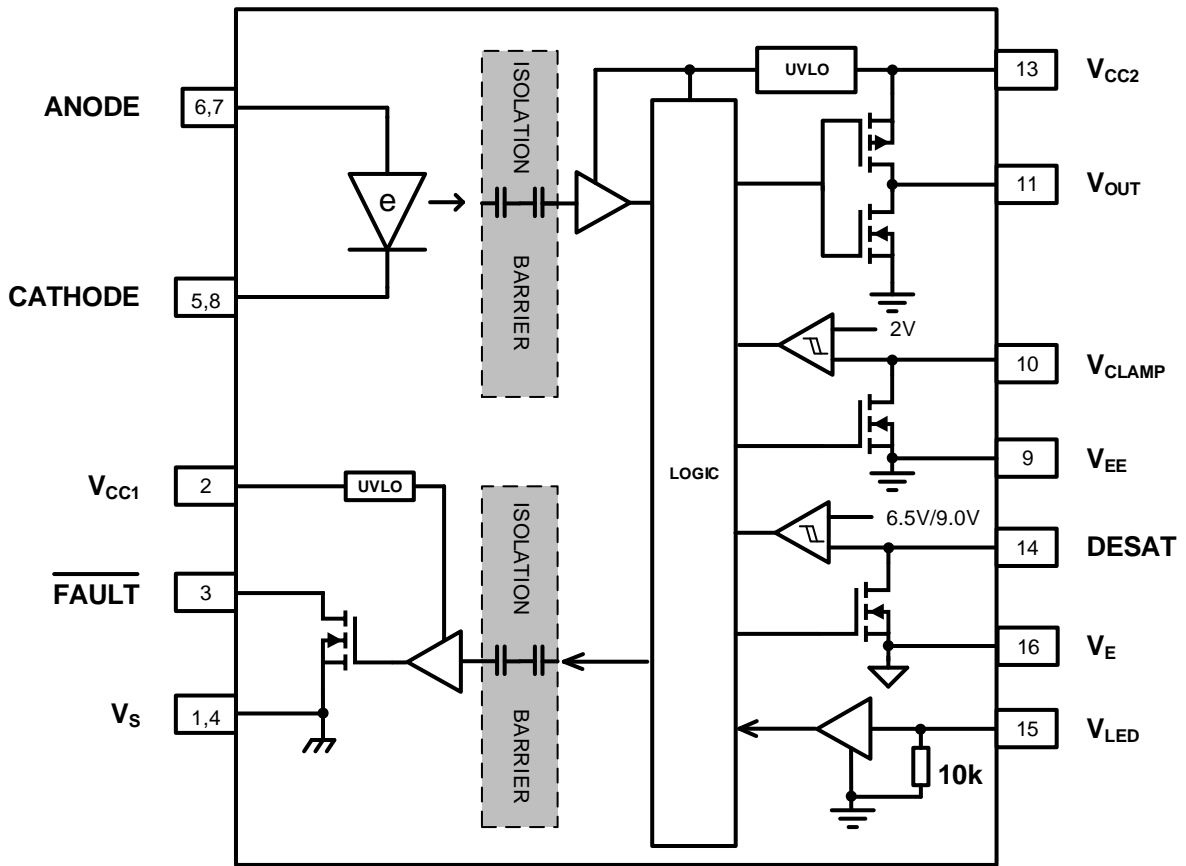 ANODE
6,7
CATHODE
5,8
e
ISOLATION
BARRIER
UVLO
13
VCC2
11
VOUT
2V
10
VCLAMP
9
VEE
LOGIC
VCC1
2
UVLO
FAULT
3
VS
1,4
ISOLATION
BARRIER
6.5V/9.0V
14
DESAT
16
VE
15
VLED
10k